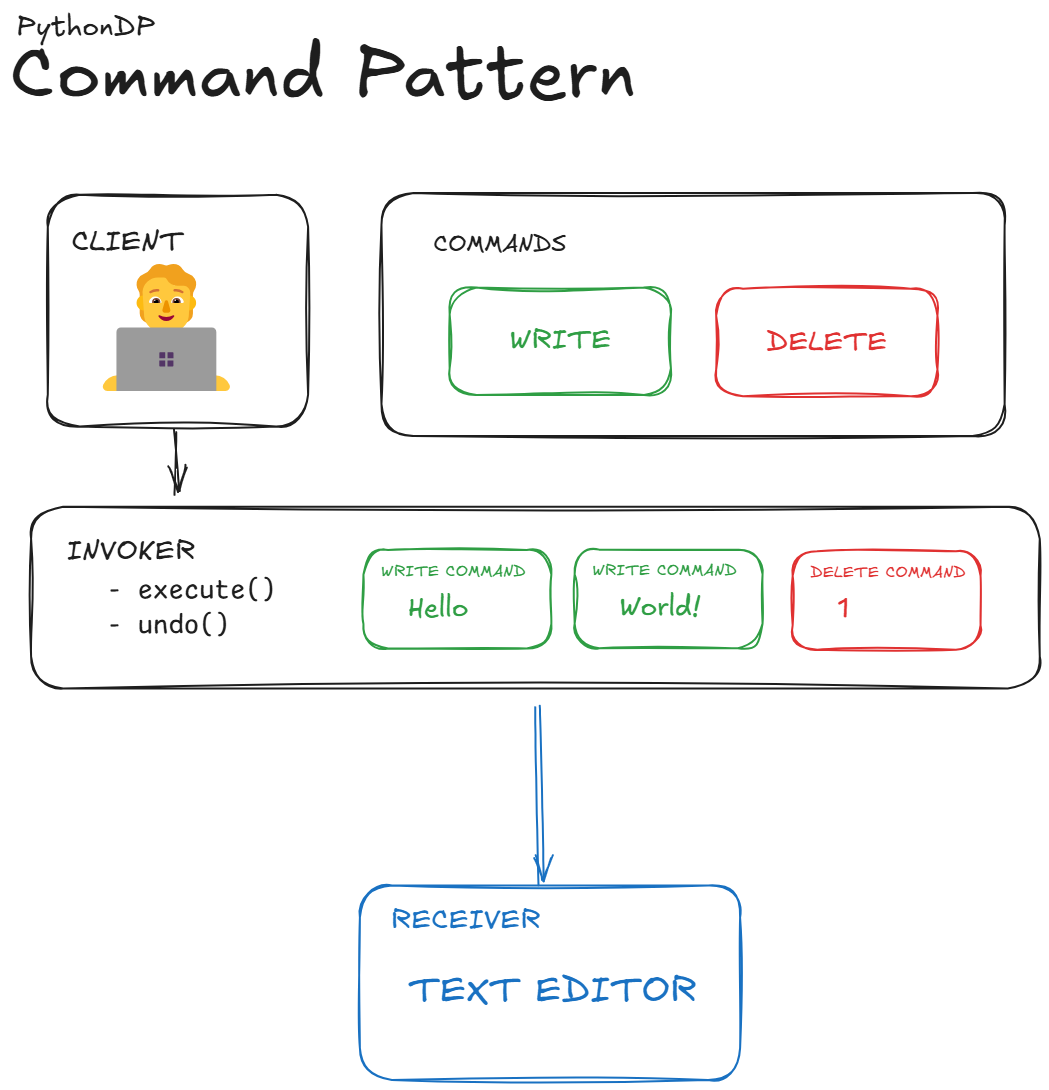 PythonDP
Command Pattern
CLIENT
COMMANDS
WRITE
DELETE
INVOKER
- execute()
- undo()
WRITE COMMAND
Hello
WRITE COMMAND
World!
DELETE COMMAND
1
RECEIVER
TEXT EDITOR